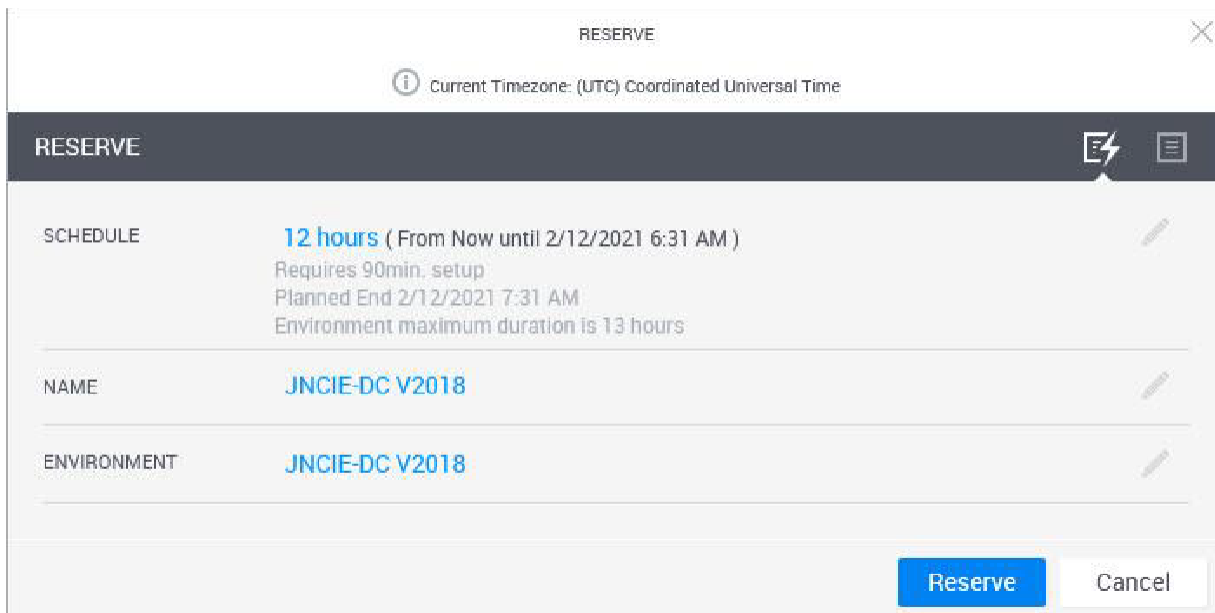 RESERVE
Current Timezone: (UTC) Coordinated Universal Time
RESERVE
SCHEDULE
12 hours ( From Now until 2/12/2021 6:31 AM )
Requires 90min. setup
Planned End 2/12/2021 7:31 AM
Environment maximum duration is 13 hours
NAME
JNCIE-DC V2018
ENVIRONMENT
JNCIE-DC V2018
Reserve
Cancel